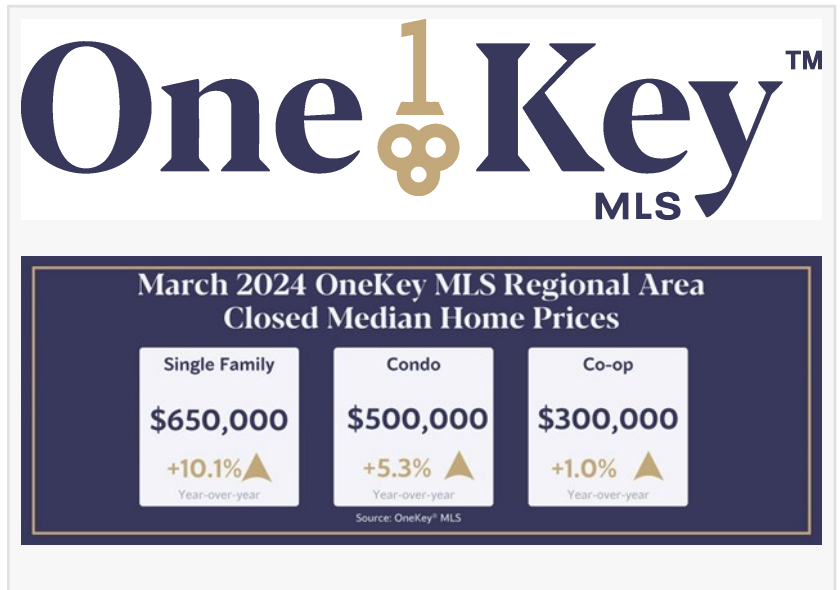 One Key™
MLS
March 2024 OneKey MLS Regional Area
Closed Median Home Prices
Single Family
$650,000
+10.1%
Year-over-year
Condo
$500,000
+5.3%
Year-over-year
Co-op
$300,000
+1.0%
Year-over-year
Source: OneKey® MLS